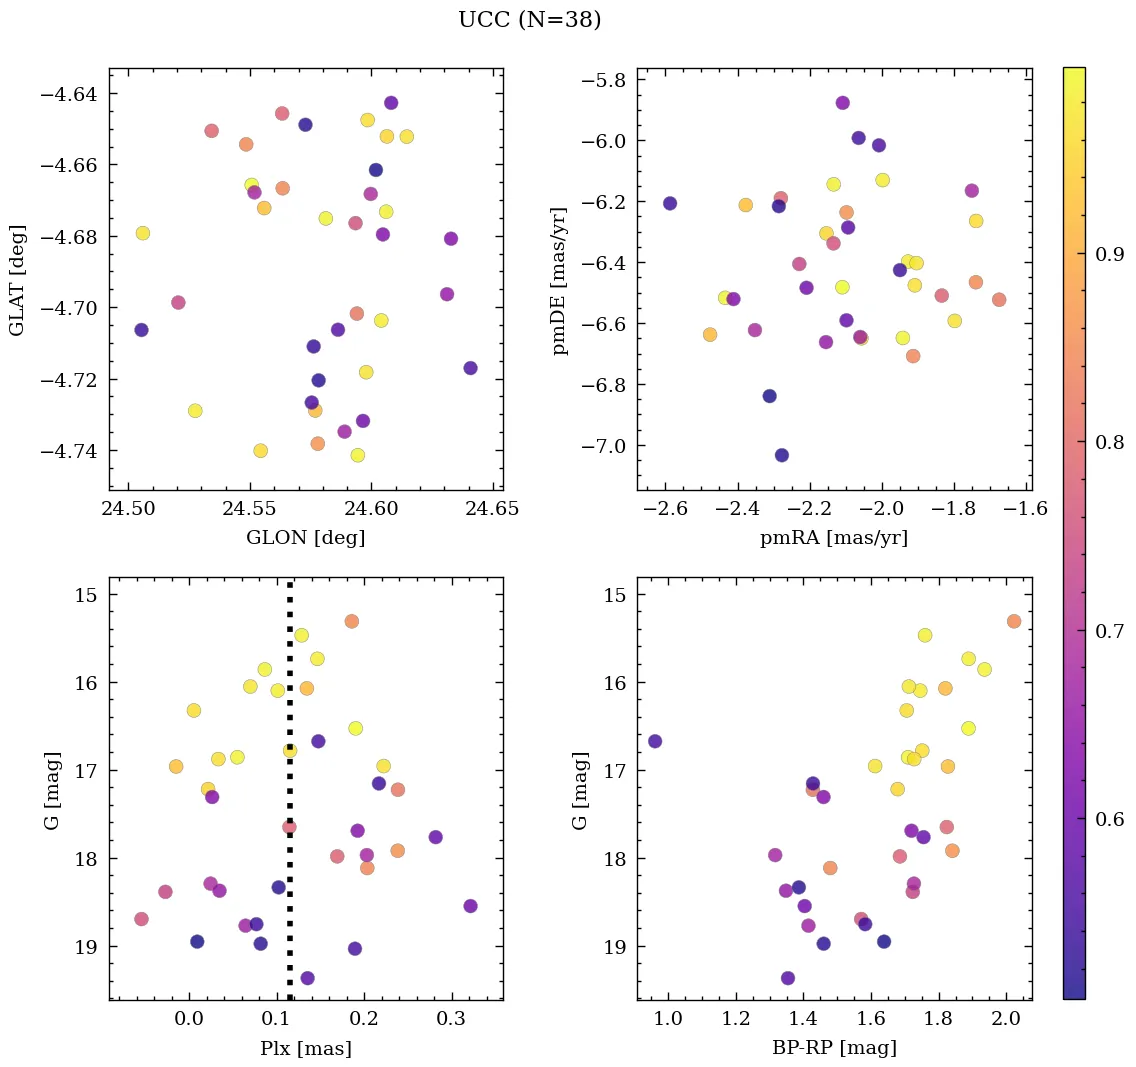 UCC (N=38)
−4.64
−4.66
−4.68
−4.70
−4.72
−4.74
GLAT [deg]
24.50 24.55 24.60 24.65
GLON [deg]
−5.8
−6.0
−6.2
−6.4
−6.6
−6.8
−7.0
pmDE [mas/yr]
−2.6 −2.4 −2.2 −2.0 −1.8 −1.6
pmRA [mas/yr]
15
16
17
18
19
G [mag]
0.0 0.1 0.2 0.3
Plx [mas]
15
16
17
18
19
G [mag]
1.0 1.2 1.4 1.6 1.8 2.0
BP-RP [mag]
0.9
0.8
0.7
0.6